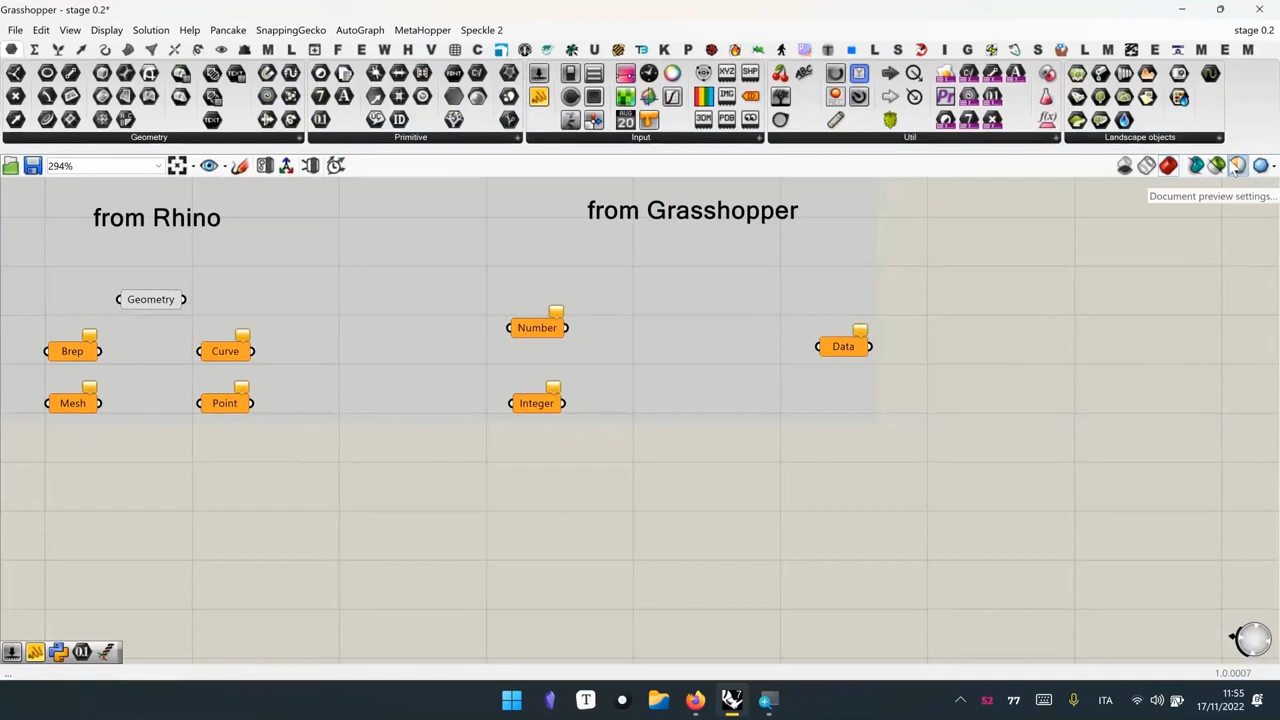 Grasshopper - stage 0.2*
File Edit View Display Solution Help Pancake SnappingGecko AutoGraph MetaHopper Speckle 2
stage 0.2
Geometry Primitive Input Util Landscape objects
294%
Document preview settings...
from Rhino
from Grasshopper
Geometry
Number
Brep Curve Data
Mesh Point Integer
...
1.0.0007
52 77 ITA
11:55
17/11/2022